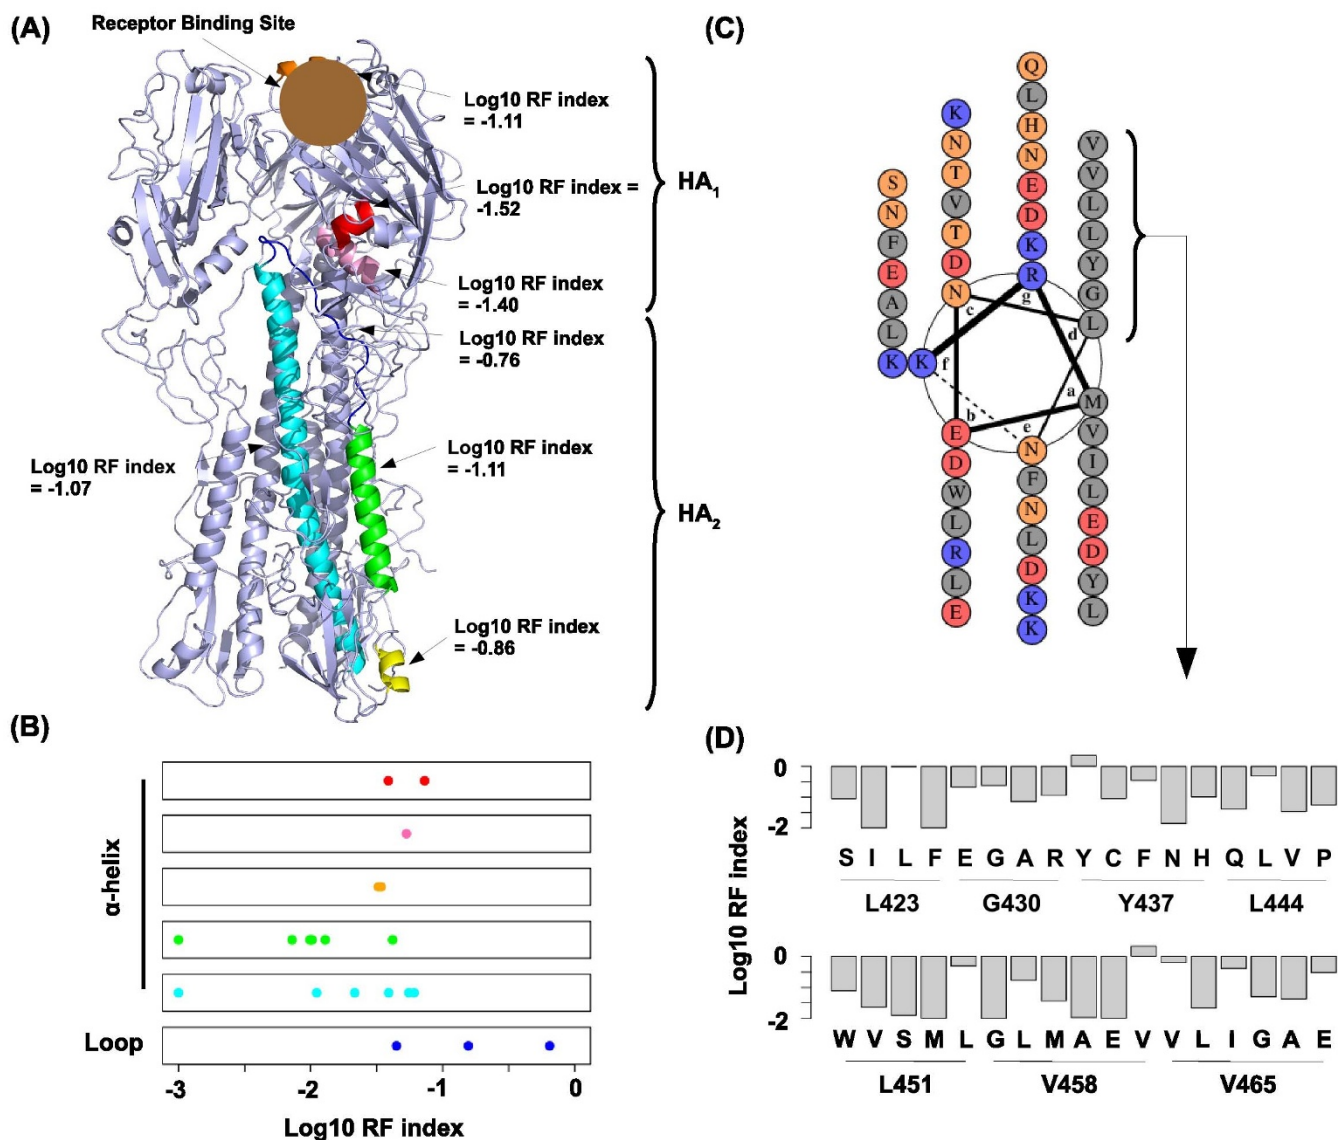 (A)
Receptor Binding Site
Log10 RF index
= -1.11
Log10 RF index =
-1.52
Log10 RF index
= -1.40
Log10 RF index
= -0.76
Log10 RF index
= -1.11
Log10 RF index
= -1.07
Log10 RF index
= -0.86
HA1
HA2
(B)
α-helix
Loop
-3 -2 -1 0
Log10 RF index
(C)
S
N
F
E
A
L
K
K
K
N
T
V
T
D
N
Q
L
H
N
E
D
K
R
V
V
L
L
Y
G
L
c
g
d
f
a
b
e
E
D
W
L
R
L
E
N
F
N
L
D
K
K
M
V
I
L
E
D
Y
L
(D)
Log10 RF index
0
-2
S I L F E G A R Y C F N H Q L V P
L423 G430 Y437 L444
0
-2
W V S M L G L M A E V V L I G A E
L451 V458 V465